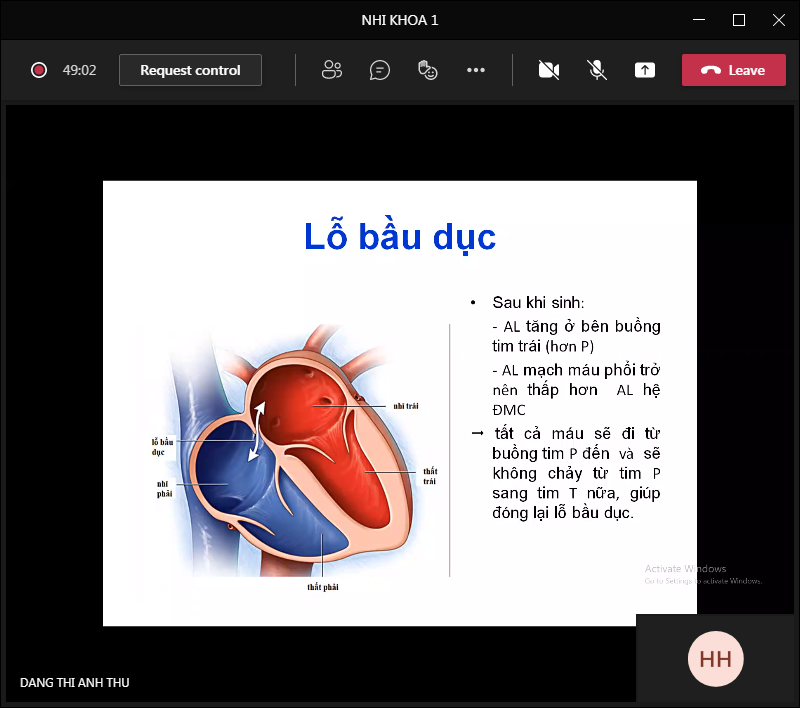 NHI KHOA 1
49:02
Request control
Leave
Lỗ bầu dục
• Sau khi sinh:
- AL tăng ở bên buồng
tim trái (hơn P)
- AL mạch máu phổi trở
nên thấp hơn AL hệ
ĐMC
→ tất cả máu sẽ đi từ
buồng tim P đến và sẽ
không chảy từ tim P
sang tim T nữa, giúp
đóng lại lỗ bầu dục.
nhĩ trái
lỗ bầu
dục
thất
trái
nhĩ
phải
thất phải
Activate Windows
Go to Settings to activate Windows.
HH
DANG THI ANH THU